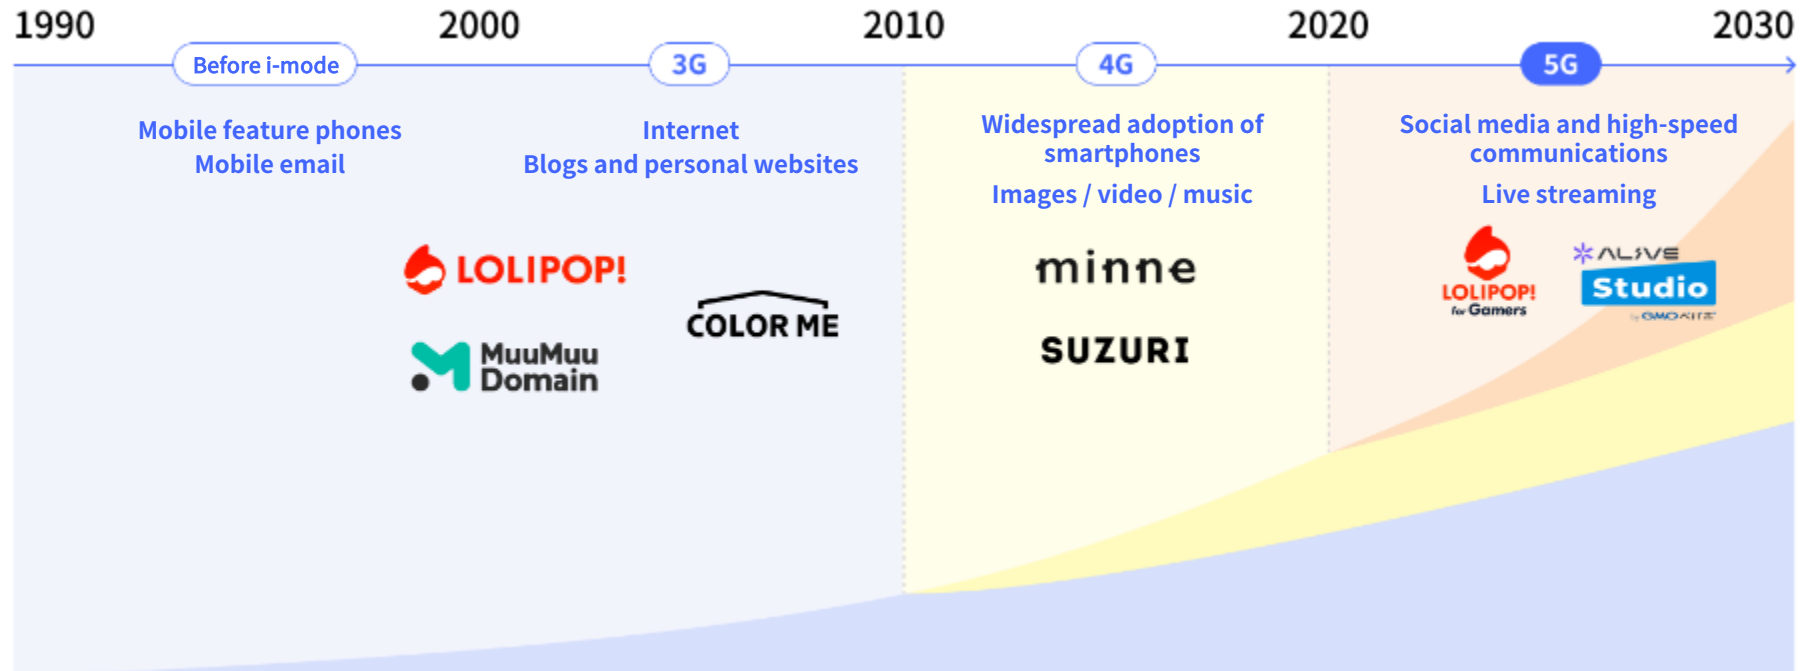 1990 2000 2010 2020 2030
Before i-mode 3G 4G 5G
Mobile feature phones
Mobile email
Internet
Blogs and personal websites
Widespread adoption of
smartphones
Images / video / music
Social media and high-speed
communications
Live streaming
LOLIPOP!
MuuMuu
Domain
COLOR ME
minne
SUZURI
LOLIPOP!
for Gamers
ALIVE
Studio
by GMO